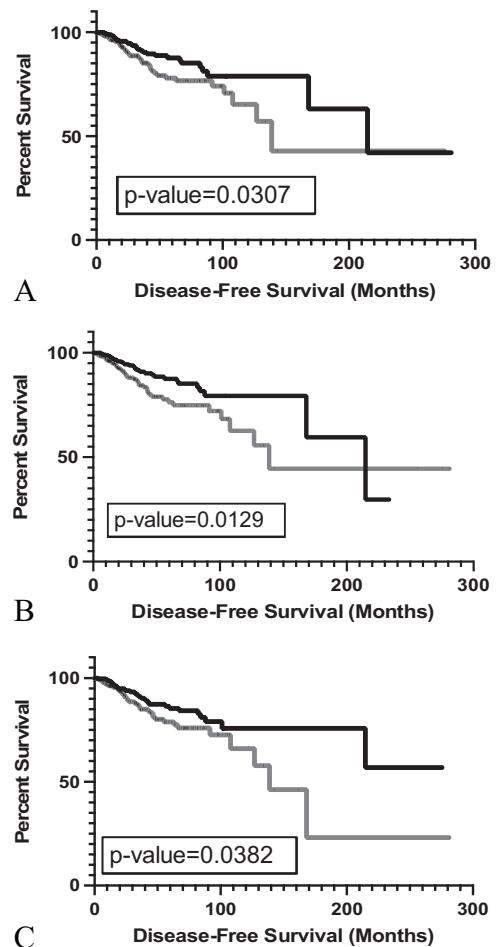 100
Percent Survival
50
p-value=0.0307
0
0 100 200 300
A Disease-Free Survival (Months)
100
Percent Survival
50
p-value=0.0129
0
0 100 200 300
B Disease-Free Survival (Months)
100
Percent Survival
50
p-value=0.0382
0
0 100 200 300
C Disease-Free Survival (Months)